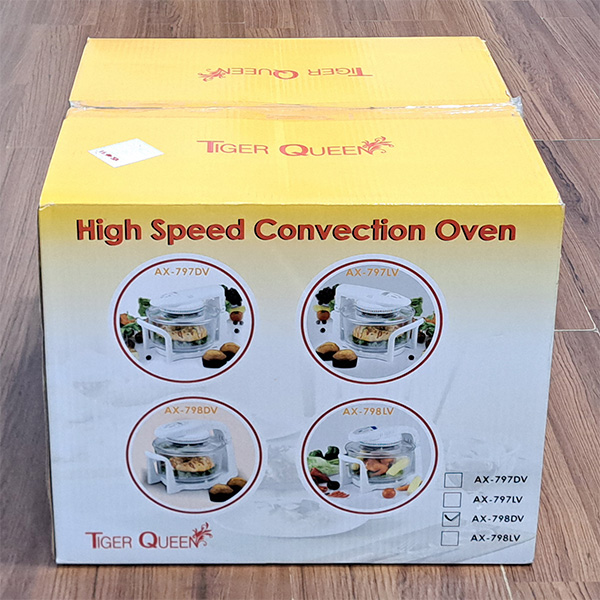 TIGER QUEEN
TIGER QUEEN
High Speed Convection Oven
AX-797DV
AX-797LV
AX-798DV
AX-798LV
AX-797DV
AX-797LV
AX-798DV
AX-798LV
TIGER QUEEN